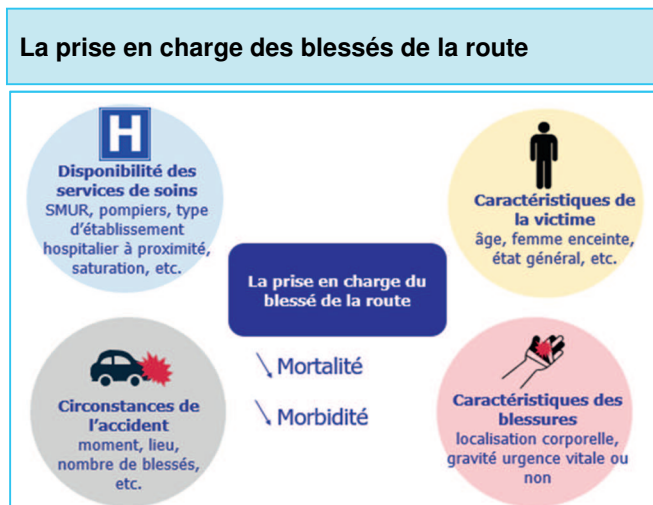 La prise en charge des blessés de la route
H
Disponibilité des
services de soins
SMUR, pompiers, type
d'établissement
hospitalier à proximité,
saturation, etc.
Caractéristiques de
la victime
âge, femme enceinte,
état général, etc.
La prise en charge du
blessé de la route
↘ Mortalité
↘ Morbidité
Circonstances de
l'accident
moment, lieu,
nombre de blessés,
etc.
Caractéristiques des
blessures
localisation corporelle,
gravité urgence vitale ou
non